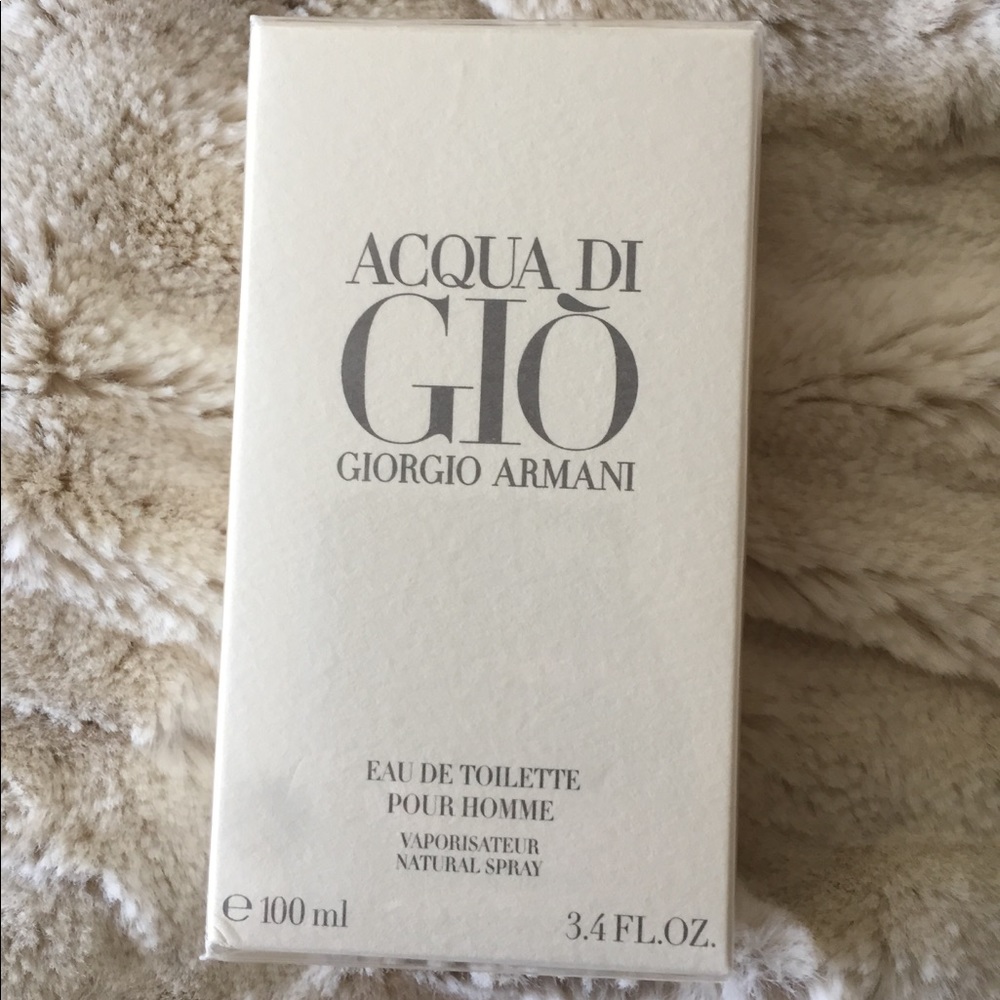 ACQUA DI
GIÒ
GIORGIO ARMANI
EAU DE TOILETTE
POUR HOMME
VAPORISATEUR
NATURAL SPRAY
℮ 100 ml
3.4 FL.OZ.